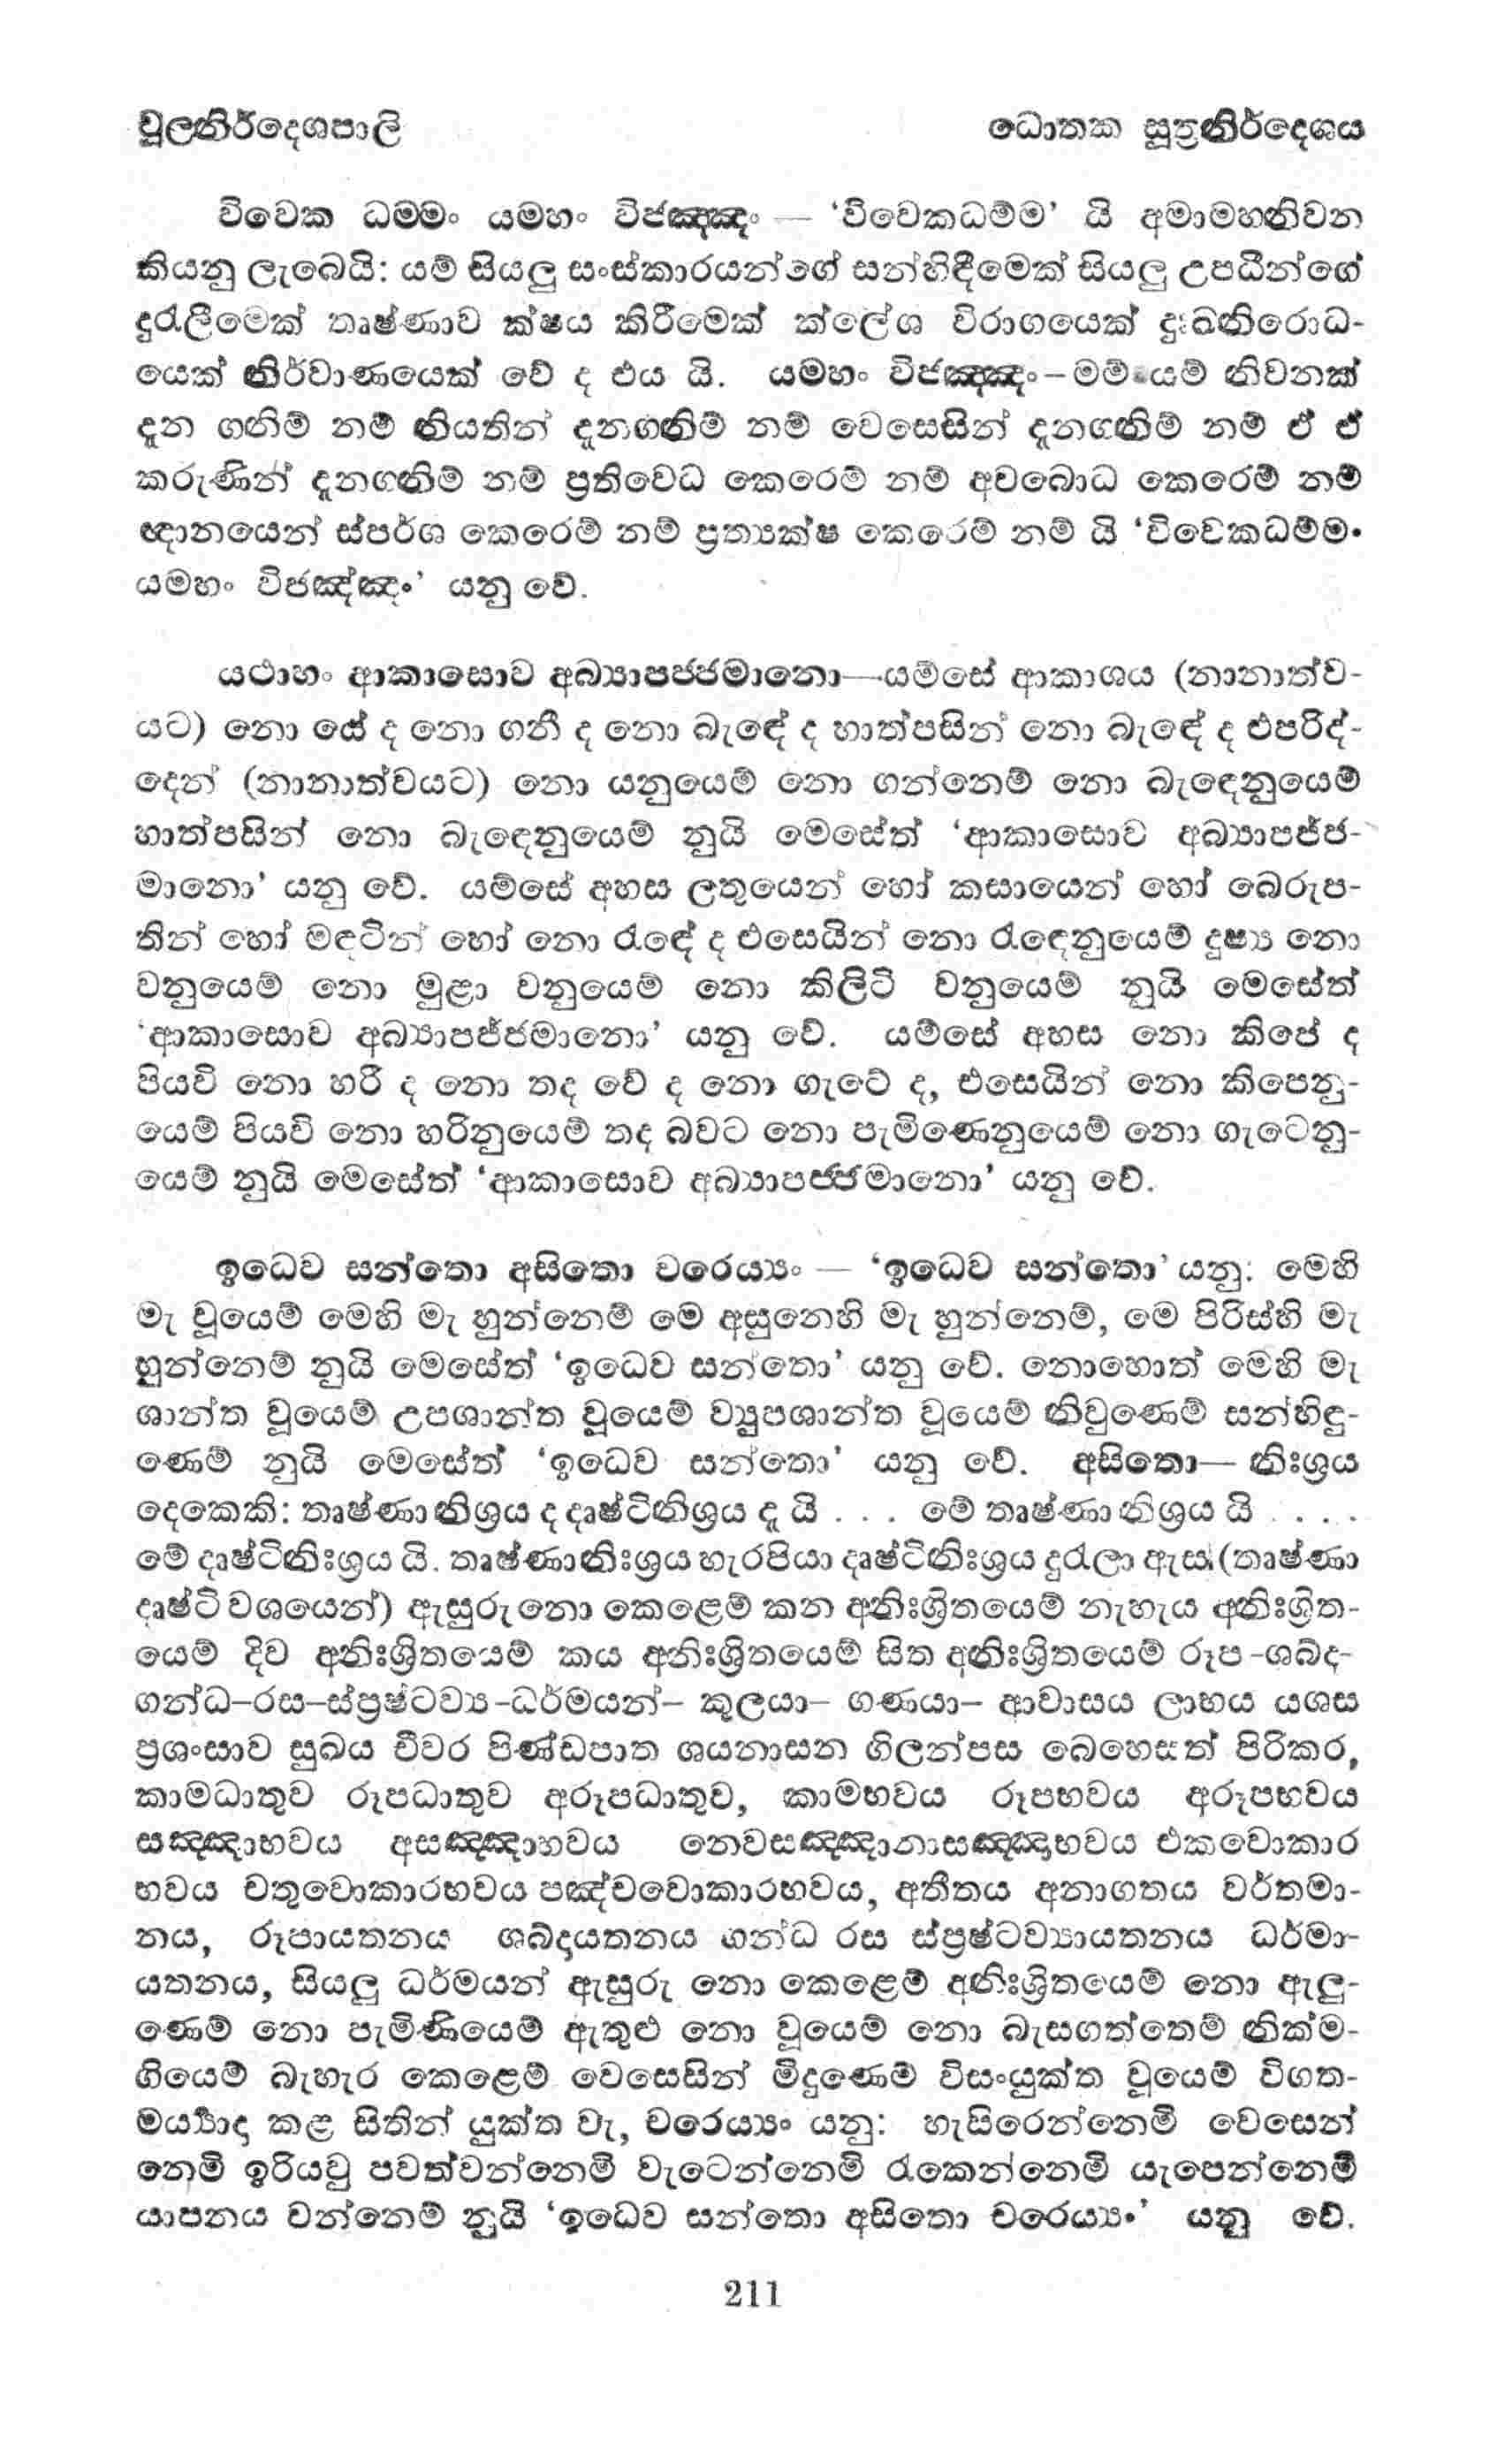 චූලනිර්දෙශපාලි ධොතක සූත්‍රනිර්දෙශය
විවෙක ධම්මං යමහං විජඤ්ඤං — ‘විවෙකධම්ම’ යි අමාමහනිවන
කියනු ලැබෙයි: යම් සියලු සංස්කාරයන්ගේ සන්හිඳීමෙක් සියලු උපධීන්ගේ
දුරැලීමෙක් තෘෂ්ණාව ක්ෂය කිරීමෙක් ක්ලේශ විරාගයෙක් දුඃඛනිරොධ-
යෙක් නිර්වාණයෙක් වේ ද එය යි. යමහං විජඤ්ඤං – මම් යම් නිවනක්
දැන ගනිම් නම් නියතින් දැනගනිම් නම් වෙසෙසින් දැනගනිම් නම් ඒ ඒ
කරුණින් දැනගනිම් නම් ප්‍රතිවෙධ කෙරෙම් නම් අවබොධ කෙරෙම් නම්
ඥානයෙන් ස්පර්ශ කෙරෙම් නම් ප්‍රත්‍යක්ෂ කෙරෙම් නම් යි ‘විවෙකධම්මං
යමහං විජඤ්ඤං’ යනු වේ.
යථාහං ආකාසොව අබ්‍යාපජ්ජමානො—යම්සේ ආකාශය (නානාත්ව-
යට) නො යේ ද නො ගනී ද නො බැඳේ ද හාත්පසින් නො බැඳේ ද එපරිද්-
දෙන් (නානාත්වයට) නො යනුයෙම් නො ගන්නෙම් නො බැඳෙනුයෙම්
හාත්පසින් නො බැඳෙනුයෙම් නුයි මෙසේත් ‘ආකාසොව අබ්‍යාපජ්ජ-
මානො’ යනු වේ. යම්සේ අහස ලතුයෙන් හෝ කසායෙන් හෝ බෙරුප-
තින් හෝ මඳටින් හෝ නො රැඳේ ද එසෙයින් නො රැඳෙනුයෙම් දුෂ්‍ය නො
වනුයෙම් නො මුළා වනුයෙම් නො කිලිටි වනුයෙම් නුයි මෙසේත්
‘ආකාසොව අබ්‍යාපජ්ජමානො’ යනු වේ. යම්සේ අහස නො කිපේ ද
පියවි නො හරී ද නො තද වේ ද නො ගැටේ ද, එසෙයින් නො කිපෙනු-
යෙම් පියවි නො හරිනුයෙම් තද බවට නො පැමිණෙනුයෙම් නො ගැටෙනු-
යෙම් නුයි මෙසේත් ‘ආකාසොව අබ්‍යාපජ්ජමානො’ යනු වේ.
ඉධෙව සන්තො අසිතො චරෙය්‍යං — ‘ඉධෙව සන්තො’ යනු: මෙහි
මැ වූයෙම් මෙහි මැ හුන්නෙම් මෙ අසුනෙහි මැ හුන්නෙම්, මෙ පිරිස්හි මැ
හුන්නෙම් නුයි මෙසේත් ‘ඉධෙව සන්තො’ යනු වේ. නොහොත් මෙහි මැ
ශාන්ත වූයෙම් උපශාන්ත වූයෙම් ව්‍යුපශාන්ත වූයෙම් නිවුණෙම් සන්හිඳු-
ණෙම් නුයි මෙසේත් ‘ඉධෙව සන්තො’ යනු වේ. අසිතො— නිඃශ්‍රය
දෙකෙකි: තෘෂ්ණානිශ්‍රය ද දෘෂ්ටිනිශ්‍රය ද යි . . . මේ තෘෂ්ණානිශ්‍රය යි . . . .
මේ දෘෂ්ටිනිඃශ්‍රය යි. තෘෂ්ණානිඃශ්‍රය හැරපියා දෘෂ්ටිනිඃශ්‍රය දුරැලා ඇස (තෘෂ්ණා
දෘෂ්ටි වශයෙන්) ඇසුරු නො කෙළෙම් කන අනිඃශ්‍රිතයෙම් නැහැය අනිඃශ්‍රිත-
යෙම් දිව අනිඃශ්‍රිතයෙම් කය අනිඃශ්‍රිතයෙම් සිත අනිඃශ්‍රිතයෙම් රූප -ශබ්ද-
ගන්ධ–රස–ස්ප්‍රෂ්ටව්‍ය-ධර්මයන්– කුලයා– ගණයා– ආවාසය ලාභය යශස
ප්‍රශංසාව සුඛය චීවර පිණ්ඩපාත ශයනාසන ගිලන්පස බෙහෙසත් පිරිකර,
කාමධාතුව රූපධාතුව අරූපධාතුව, කාමභවය රූපභවය අරූපභවය
සඤ්ඤාභවය අසඤ්ඤාභවය නෙවසඤ්ඤානාසඤ්ඤාභවය එකවොකාර
භවය චතුවොකාරභවය පඤ්චවොකාරභවය, අතීතය අනාගතය වර්තමා-
නය, රූපායතනය ශබ්දායතනය ගන්ධ රස ස්ප්‍රෂ්ටව්‍යායතනය ධර්මා-
යතනය, සියලු ධර්මයන් ඇසුරු නො කෙළෙම් අනිඃශ්‍රිතයෙම් නො ඇලු-
ණෙම් නො පැමිණියෙම් ඇතුළු නො වූයෙම් නො බැසගත්තෙම් නික්ම-
ගියෙම් බැහැර කෙළෙම් වෙසෙසින් මිදුණෙම් විසංයුක්ත වූයෙම් විගත-
මර්‍ය්‍යාදා කළ සිතින් යුක්ත වැ, චරෙය්‍යං යනු: හැසිරෙන්නෙමි වෙසෙන්
නෙමි ඉරියවු පවත්වන්නෙමි වැටෙන්නෙමි රැකෙන්නෙමි යැපෙන්නෙමි
යාපනය වන්නෙම් නුයි ‘ඉධෙව සන්තො අසිතො චරෙය්‍යං’ යනු වේ.
211